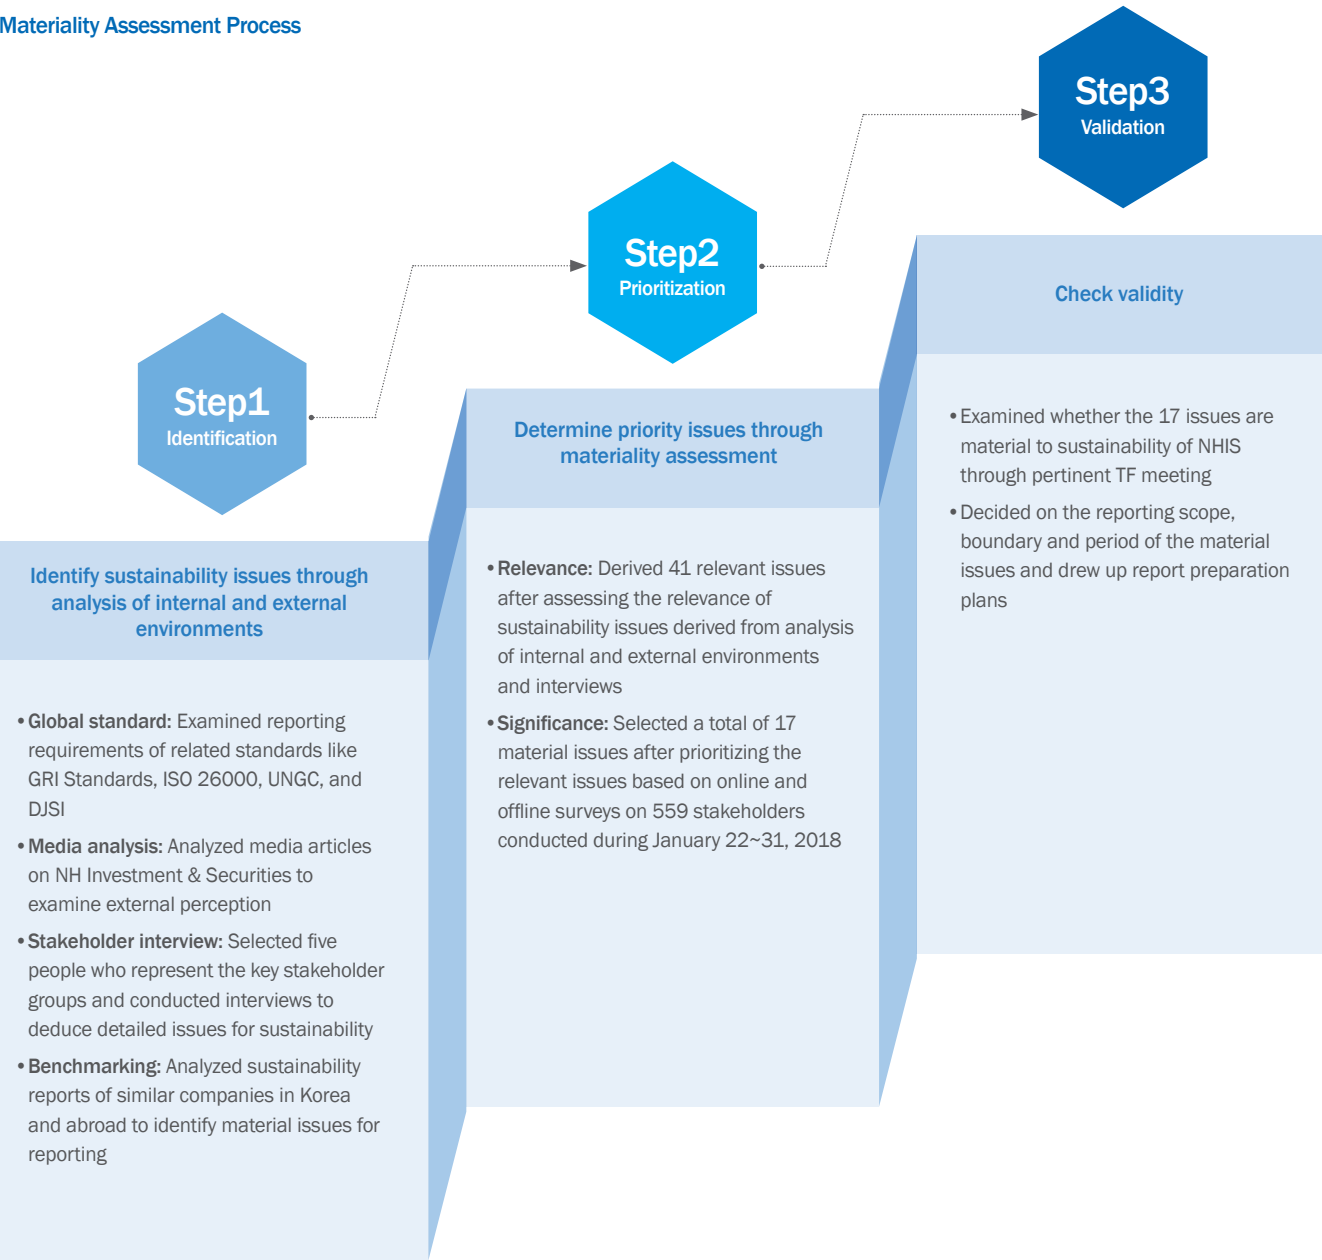 Materiality Assessment Process
Step1
Identification
Identify sustainability issues through
analysis of internal and external
environments
•Global standard: Examined reporting
requirements of related standards like
GRI Standards, ISO 26000, UNGC, and
DJSI
•Media analysis: Analyzed media articles
on NH Investment & Securities to
examine external perception
•Stakeholder interview: Selected five
people who represent the key stakeholder
groups and conducted interviews to
deduce detailed issues for sustainability
•Benchmarking: Analyzed sustainability
reports of similar companies in Korea
and abroad to identify material issues for
reporting
Step2
Prioritization
Determine priority issues through
materiality assessment
•Relevance: Derived 41 relevant issues
after assessing the relevance of
sustainability issues derived from analysis
of internal and external environments
and interviews
•Significance: Selected a total of 17
material issues after prioritizing the
relevant issues based on online and
offline surveys on 559 stakeholders
conducted during January 22~31, 2018
Step3
Validation
Check validity
•Examined whether the 17 issues are
material to sustainability of NHIS
through pertinent TF meeting
•Decided on the reporting scope,
boundary and period of the material
issues and drew up report preparation
plans